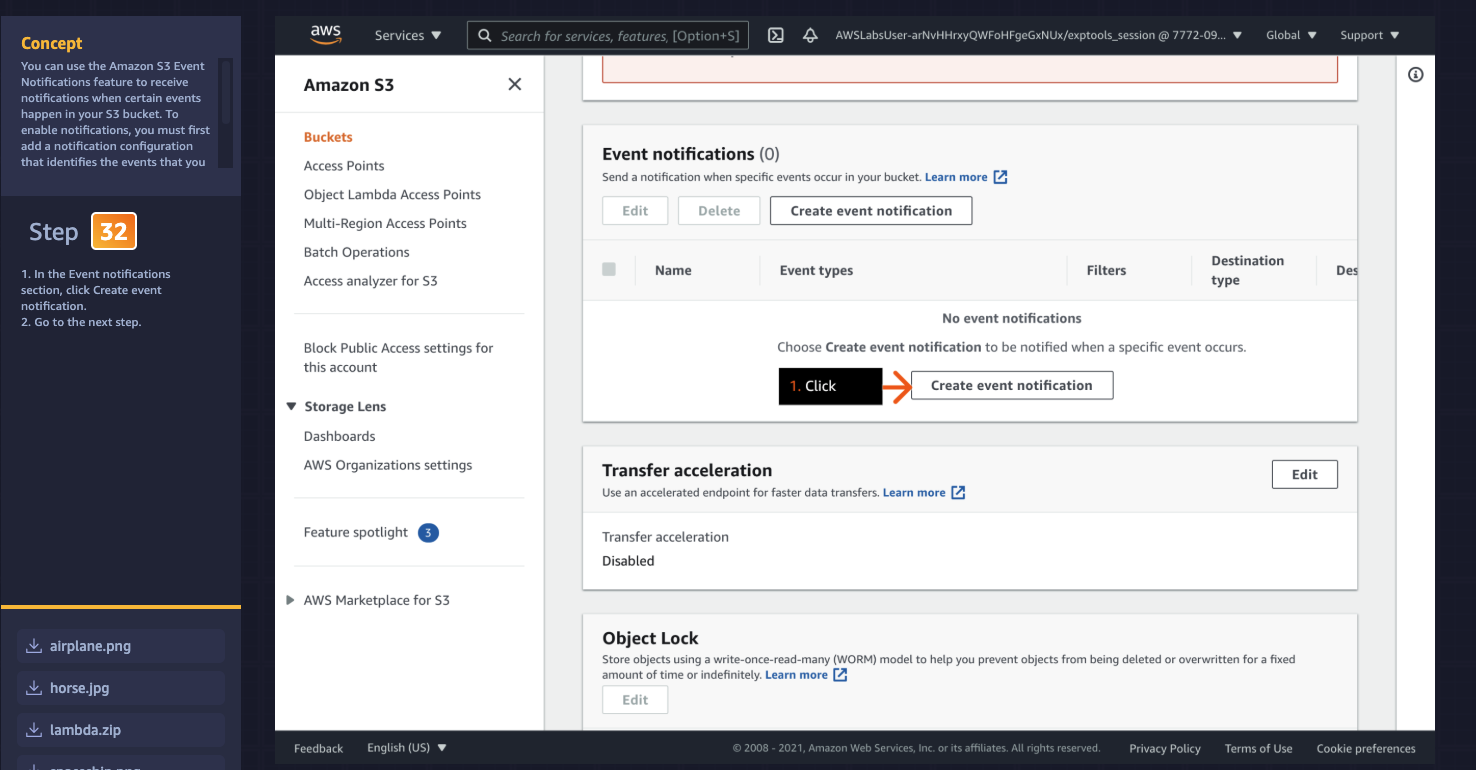 Concept
You can use the Amazon S3 Event
Notifications feature to receive
notifications when certain events
happen in your S3 bucket. To
enable notifications, you must first
add a notification configuration
that identifies the events that you
Step 32
1. In the Event notifications
section, click Create event
notification.
2. Go to the next step.
airplane.png
horse.jpg
lambda.zip
aws
Services
Search for services, features, [Option+S]
AWSLabsUser-arNvHHrxyQWFoHFgeGxNUx/exptools_session @ 7772-09...
Global
Support
Amazon S3
Buckets
Access Points
Object Lambda Access Points
Multi-Region Access Points
Batch Operations
Access analyzer for S3
Block Public Access settings for
this account
Storage Lens
Dashboards
AWS Organizations settings
Feature spotlight 3
AWS Marketplace for S3
Event notifications (0)
Send a notification when specific events occur in your bucket. Learn more
Edit
Delete
Create event notification
Name
Event types
Filters
Destination
type
Des
No event notifications
Choose Create event notification to be notified when a specific event occurs.
1. Click
Create event notification
Transfer acceleration
Use an accelerated endpoint for faster data transfers. Learn more
Edit
Transfer acceleration
Disabled
Object Lock
Store objects using a write-once-read-many (WORM) model to help you prevent objects from being deleted or overwritten for a fixed
amount of time or indefinitely. Learn more
Edit
Feedback
English (US)
© 2008 - 2021, Amazon Web Services, Inc. or its affiliates. All rights reserved.
Privacy Policy
Terms of Use
Cookie preferences